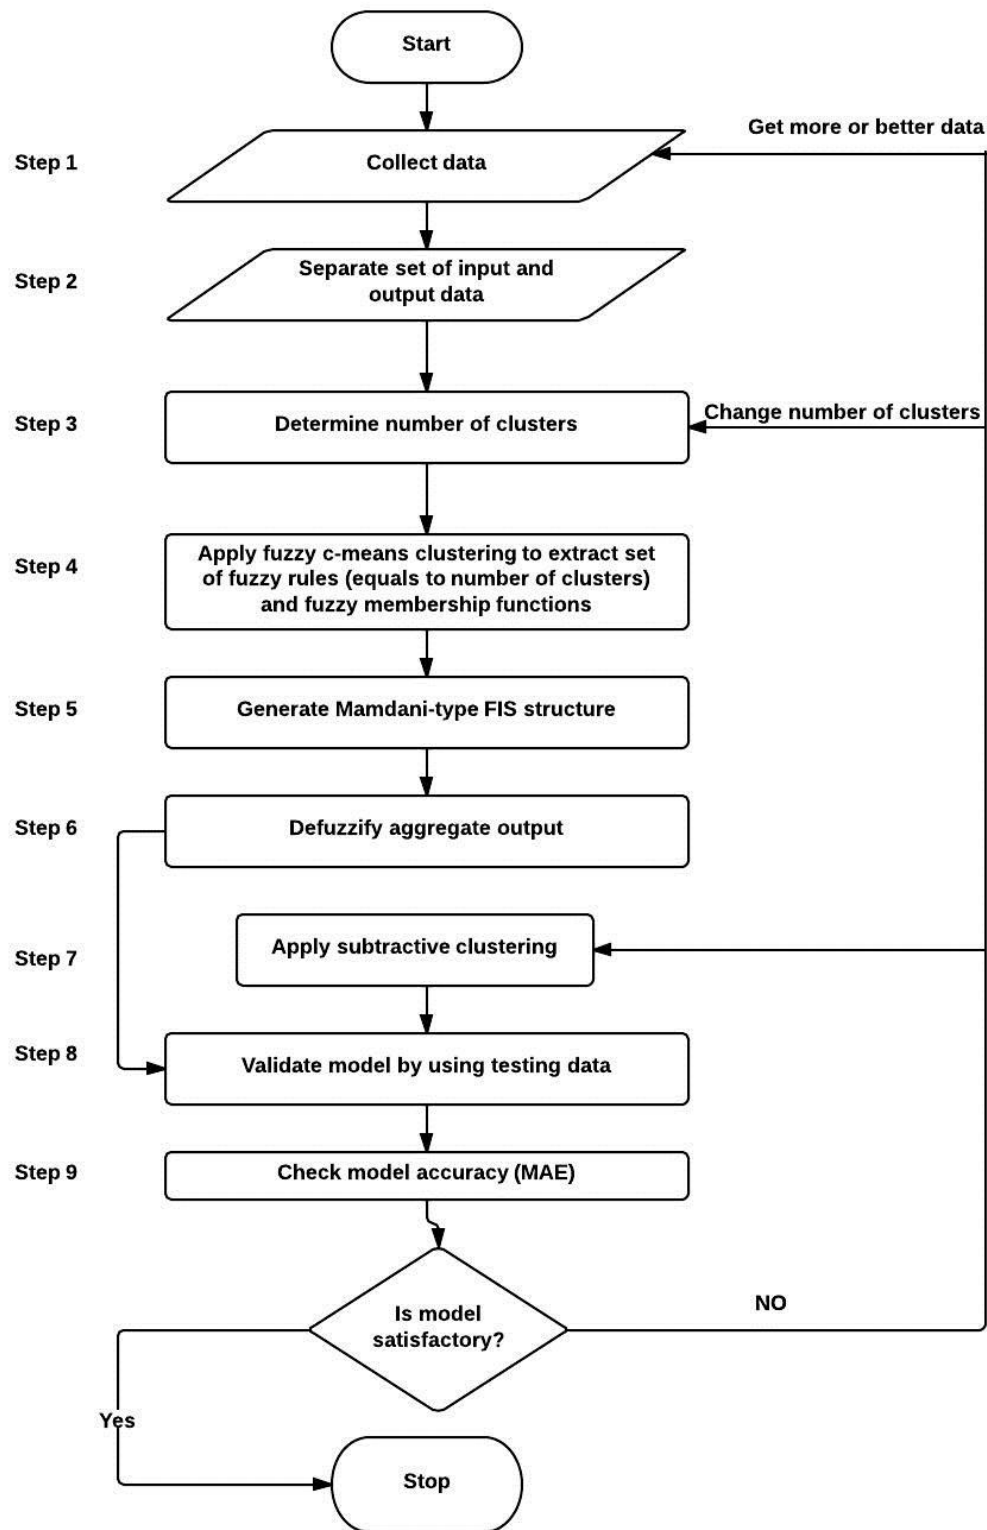 Start
Get more or better data
Step 1
Collect data
Step 2
Separate set of input and
output data
Step 3
Determine number of clusters
Change number of clusters
Step 4
Apply fuzzy c-means clustering to extract set
of fuzzy rules (equals to number of clusters)
and fuzzy membership functions
Step 5
Generate Mamdani-type FIS structure
Step 6
Defuzzify aggregate output
Step 7
Apply subtractive clustering
Step 8
Validate model by using testing data
Step 9
Check model accuracy (MAE)
Is model
satisfactory?
NO
Yes
Stop